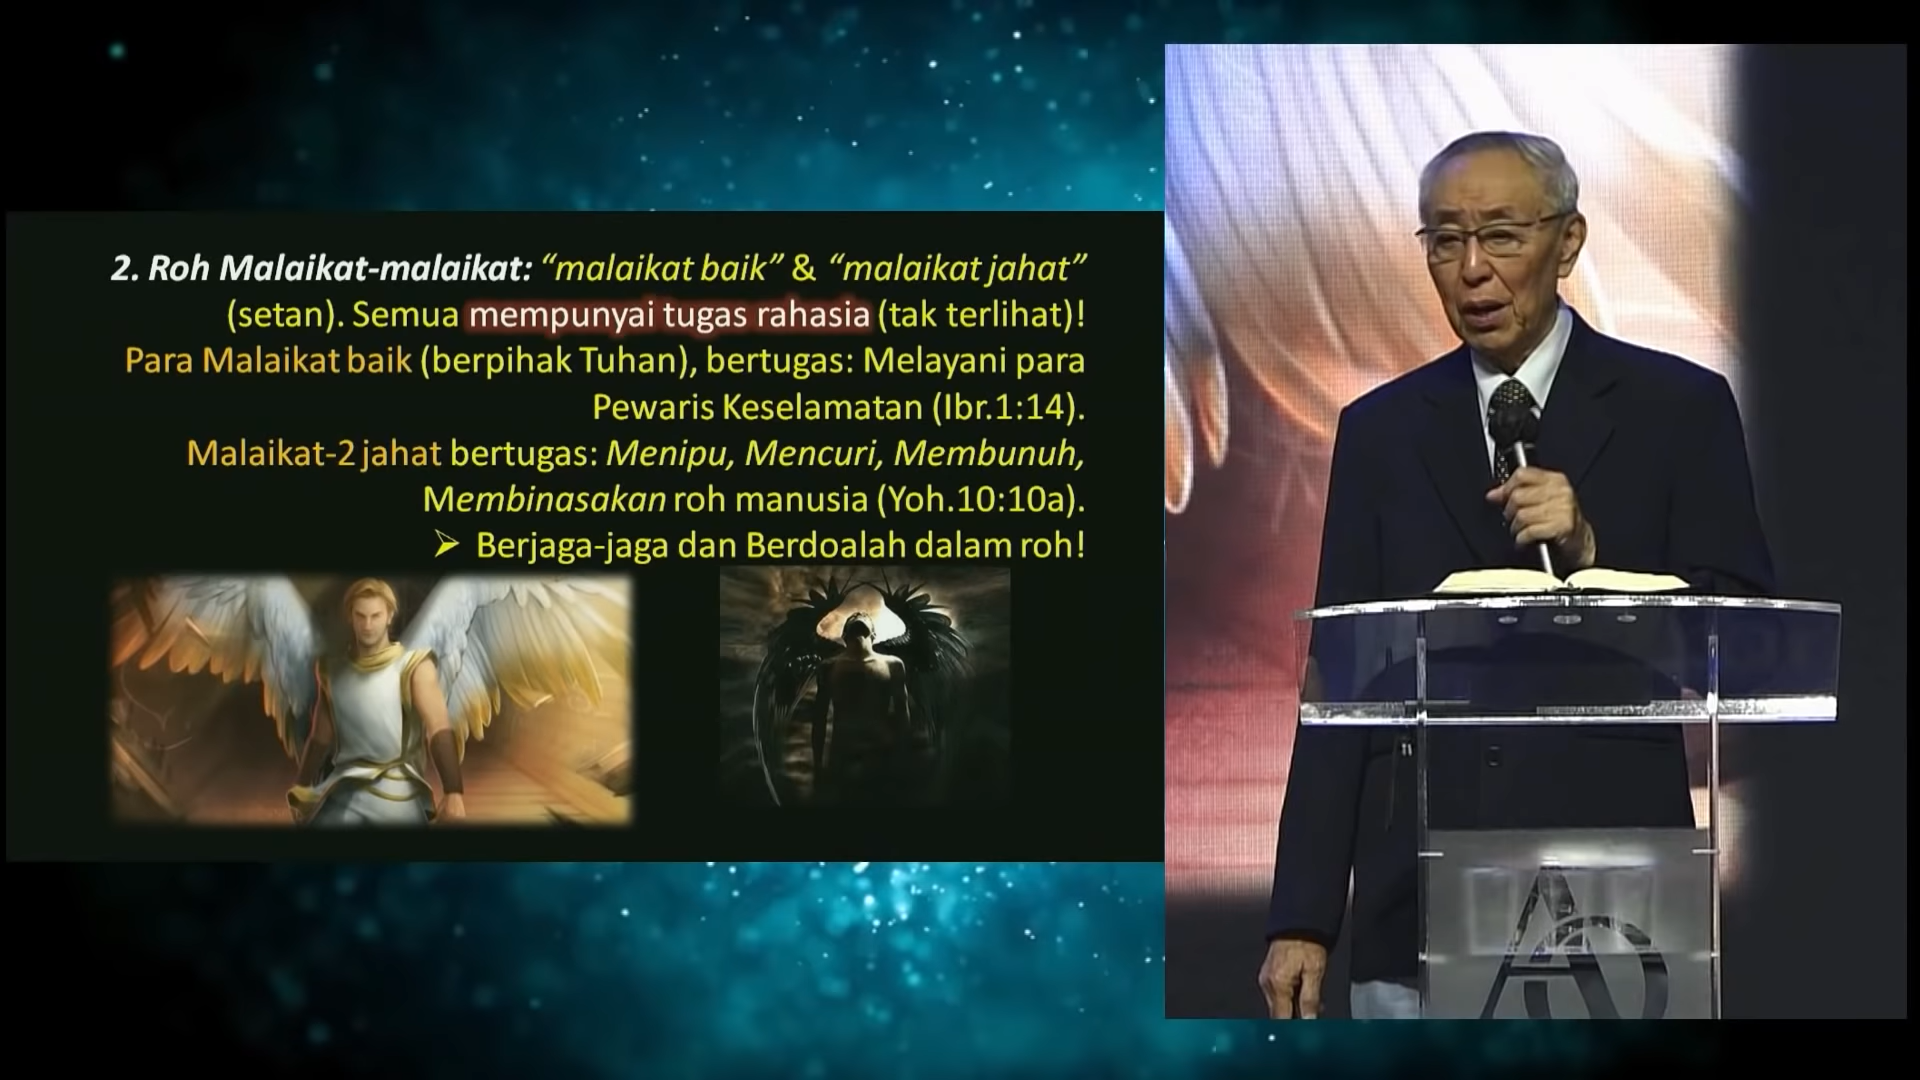 2. Roh Malaikat-malaikat: “malaikat baik” & “malaikat jahat”
(setan). Semua mempunyai tugas rahasia (tak terlihat)!
Para Malaikat baik (berpihak Tuhan), bertugas: Melayani para
Pewaris Keselamatan (Ibr.1:14).
Malaikat-2 jahat bertugas: Menipu, Mencuri, Membunuh,
Membinasakan roh manusia (Yoh.10:10a).
➢ Berjaga-jaga dan Berdoalah dalam roh!
AO